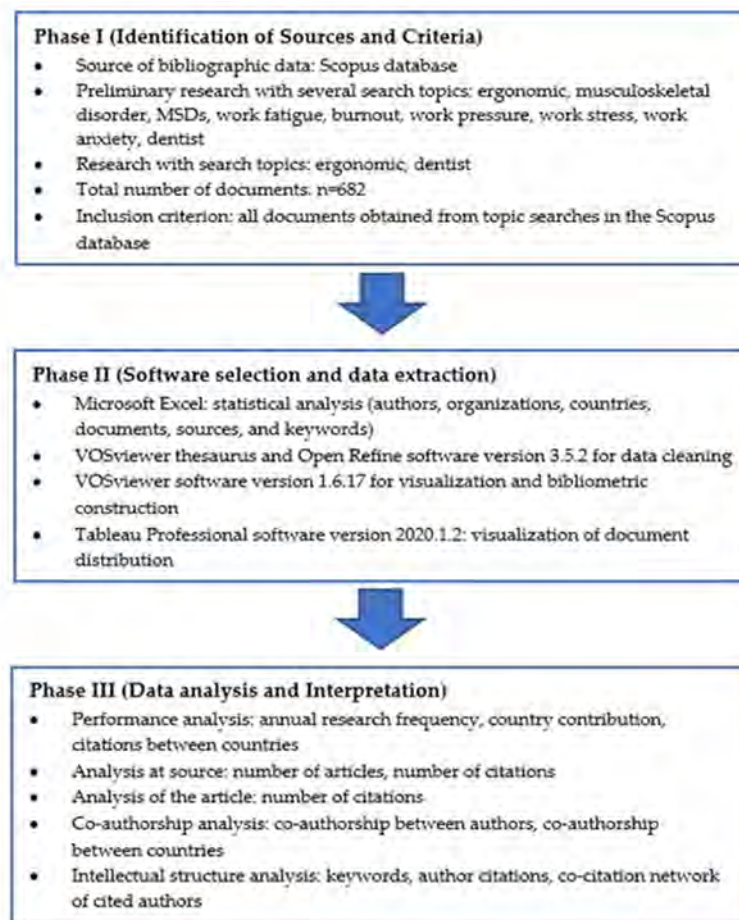 Phase I (Identification of Sources and Criteria)
• Source of bibliographic data: Scopus database
• Preliminary research with several search topics: ergonomic, musculoskeletal
disorder, MSDs, work fatigue, burnout, work pressure, work stress, work
anxiety, dentist
• Research with search topics: ergonomic, dentist
• Total number of documents. n=682
• Inclusion criterion: all documents obtained from topic searches in the Scopus
database
Phase II (Software selection and data extraction)
• Microsoft Excel: statistical analysis (authors, organizations, countries,
documents, sources, and keywords)
• VOSviewer thesaurus and Open Refine software version 3.5.2 for data cleaning
• VOSviewer software version 1.6.17 for visualization and bibliometric
construction
• Tableau Professional software version 2020.1.2: visualization of document
distribution
Phase III (Data analysis and Interpretation)
• Performance analysis: annual research frequency, country contribution,
citations between countries
• Analysis at source: number of articles, number of citations
• Analysis of the article: number of citations
• Co-authorship analysis: co-authorship between authors, co-authorship
between countries
• Intellectual structure analysis: keywords, author citations, co-citation network
of cited authors